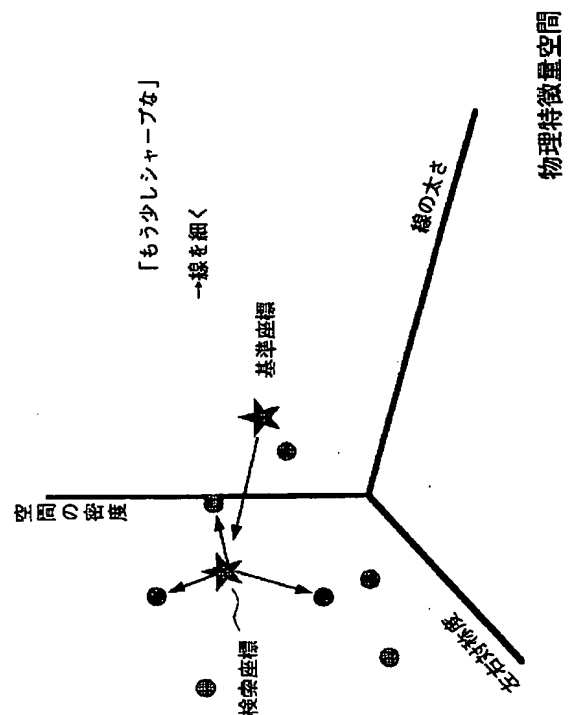 「もう少しシャープな」
→線を細く
空間の密度
基準座標
線の太さ
検索座標
左右対称度
物理特徴量空間